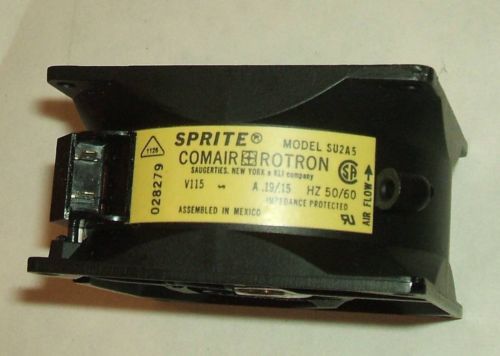 SPRITE®
MODEL SU2A5
COMAIR ROTRON
SAUGERTIES, NEW YORK a KLI company
V115 ~ A .19/.15 HZ 50/60
IMPEDANCE PROTECTED
ASSEMBLED IN MEXICO
1125
028279
AIR FLOW